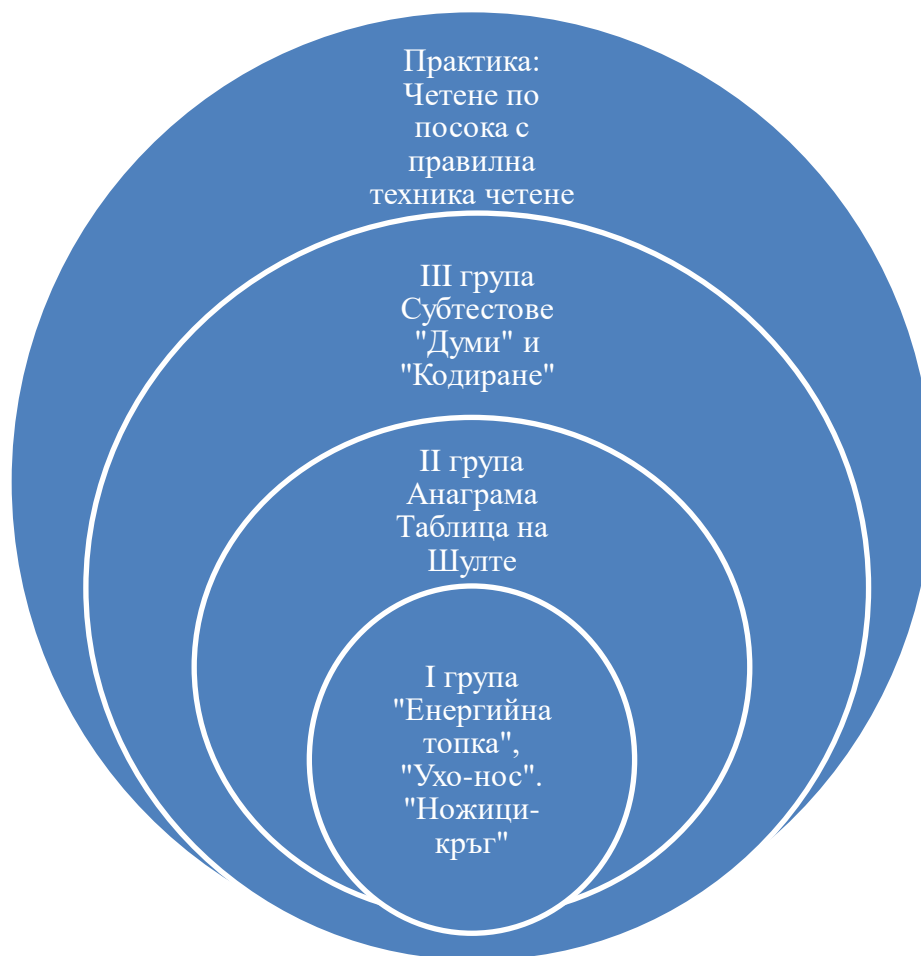 Практика:
Четене по
посока с
правилна
техника четене
III група
Субтестове
"Думи" и
"Кодиране"
II група
Анаграма
Таблица на
Шулте
I група
"Енергийна
топка",
"Ухо-нос".
"Ножици-
кръг"